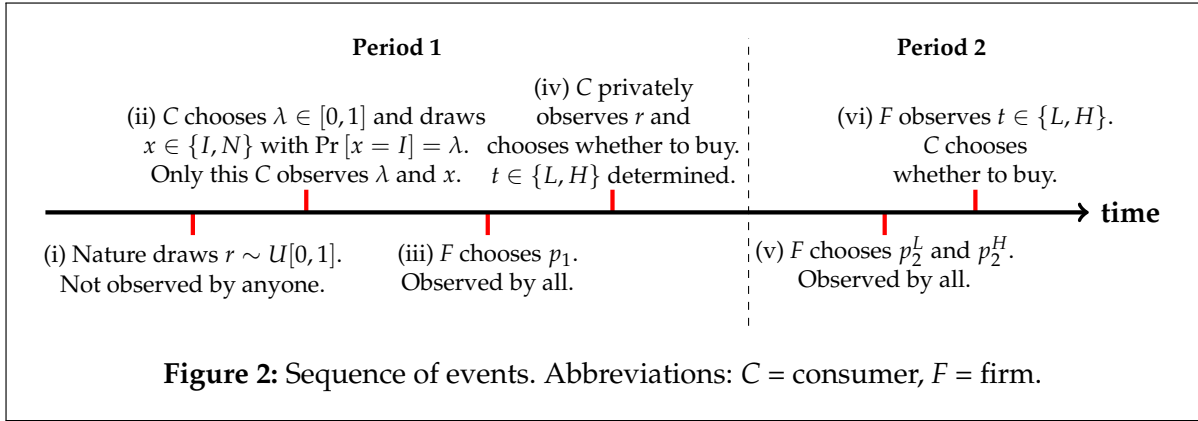 Period 1
Period 2
(ii) C chooses λ ∈ [0, 1] and draws
x ∈ {I, N} with Pr [x = I] = λ.
Only this C observes λ and x.
(iv) C privately
observes r and
chooses whether to buy.
t ∈ {L, H} determined.
(vi) F observes t ∈ {L, H}.
C chooses
whether to buy.
time
(i) Nature draws r ∼ U[0, 1].
Not observed by anyone.
(iii) F chooses p₁.
Observed by all.
(v) F chooses p₂ᴸ and p₂ᴴ.
Observed by all.
Figure 2: Sequence of events. Abbreviations: C = consumer, F = firm.